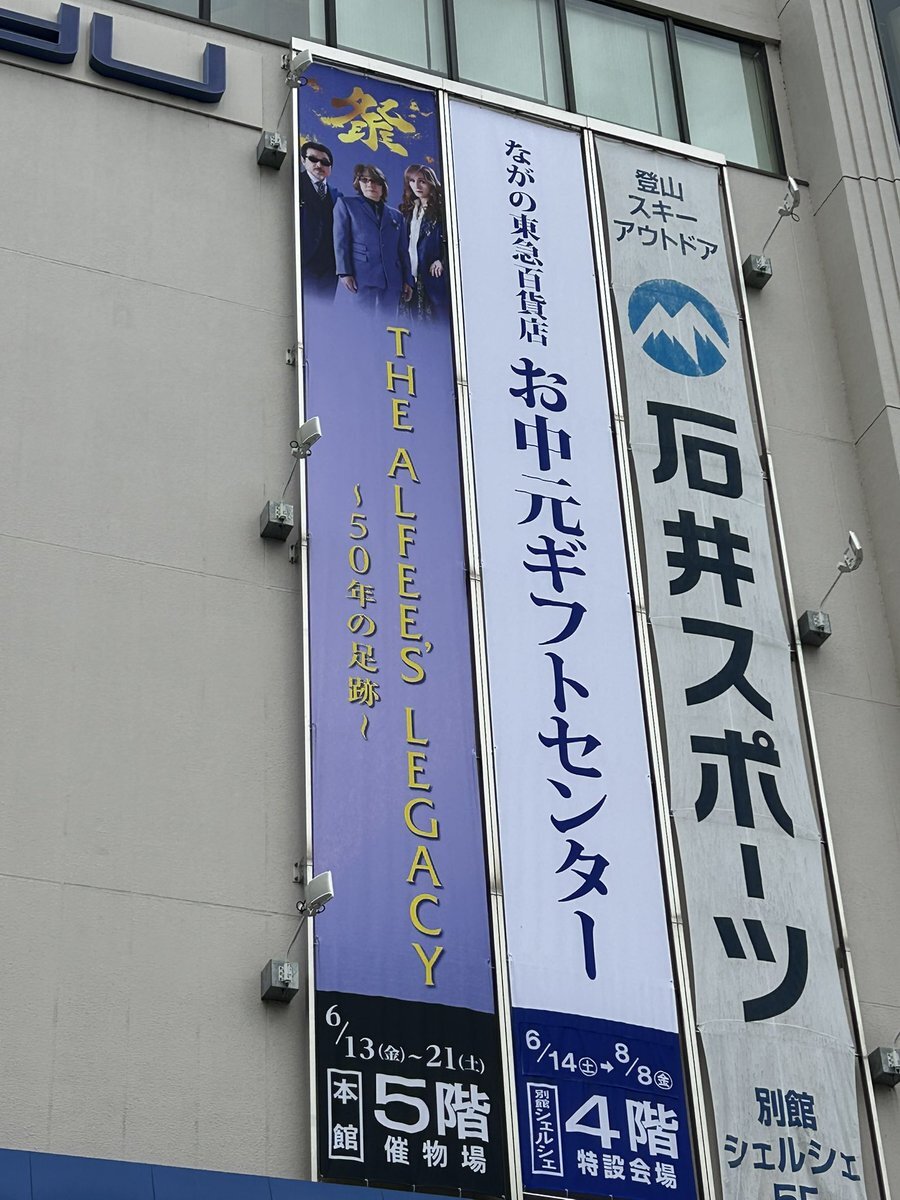 祭
THE ALFEE'S LEGACY
～50年の足跡～
6/13(金)～21(土)
本館
5階
催物場
ながの東急百貨店 お中元ギフトセンター
6/14(土)→8/8(金)
別館シェルシェ
4階
特設会場
登山
スキー
アウトドア
石井スポーツ
別館
シェルシェ